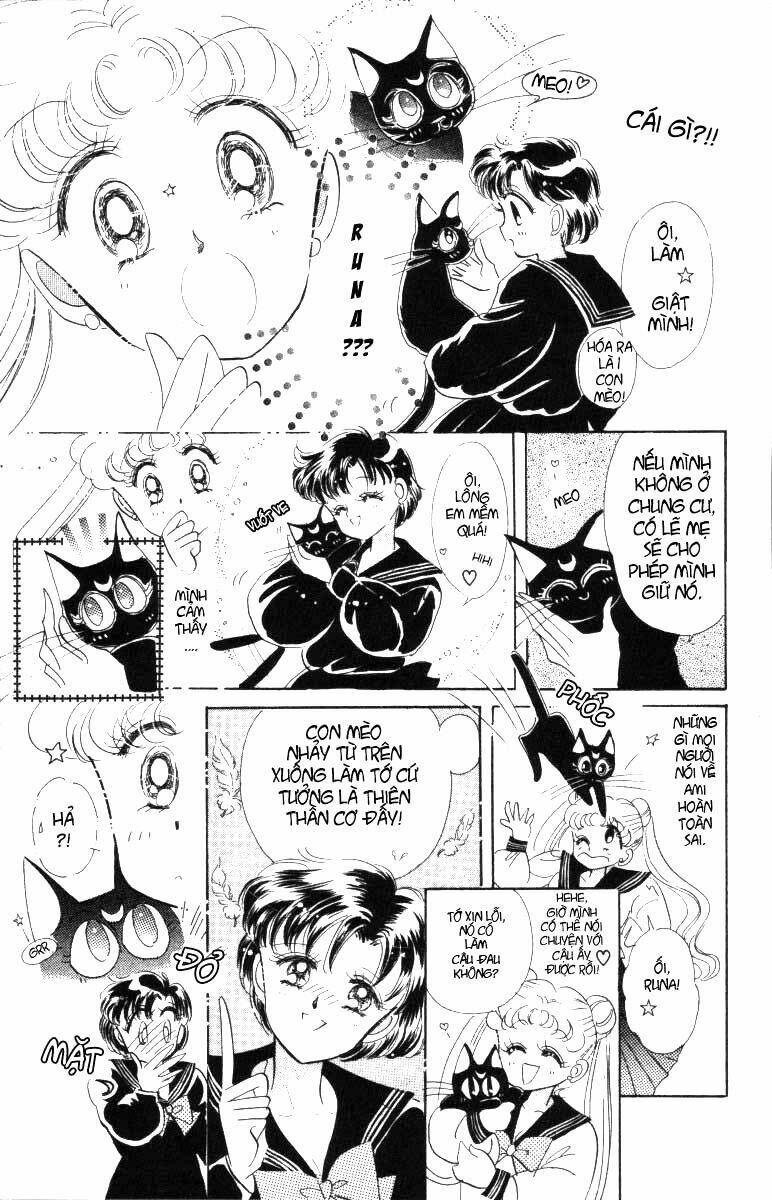 CÁI GÌ?!!
MEO!
ÔI,
LÀM
GIẬT
MÌNH!
HÓA RA
LÀ 1
CON
MÈO!
RUNA
???
NẾU MÌNH
KHÔNG Ở
CHUNG CƯ,
CÓ LẼ MẸ
SẼ CHO
PHÉP MÌNH
GIỮ NÓ.
MEO
ÔI,
LÔNG
EM MỀM
QUÁ!
HIHI
VUỐT VE
MÌNH
CẢM
THẤY
....
NHỮNG
GÌ MỌI
NGƯỜI
NÓI VỀ
AMI
HOÀN
TOÀN
SAI.
PHỐC
ỐI,
RUNA!
HEHE,
GIỜ MÌNH
CÓ THỂ NÓI
CHUYỆN VỚI
CẬU ẤY
ĐƯỢC RỒI!
TỚ XIN LỖI,
NÓ CÓ
LÀM
CẬU ĐAU
KHÔNG?
CON MÈO
NHẢY TỪ TRÊN
XUỐNG LÀM TỚ CỨ
TƯỞNG LÀ THIÊN
THẦN CƠ ĐẤY!
HẢ
?!
GRR
ĐỎ
MẶT